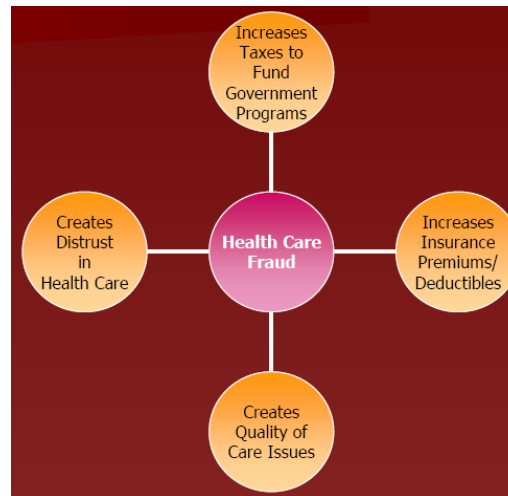 Increases
Taxes to
Fund
Government
Programs
Creates
Distrust
in
Health Care
Health Care
Fraud
Increases
Insurance
Premiums/
Deductibles
Creates
Quality of
Care Issues